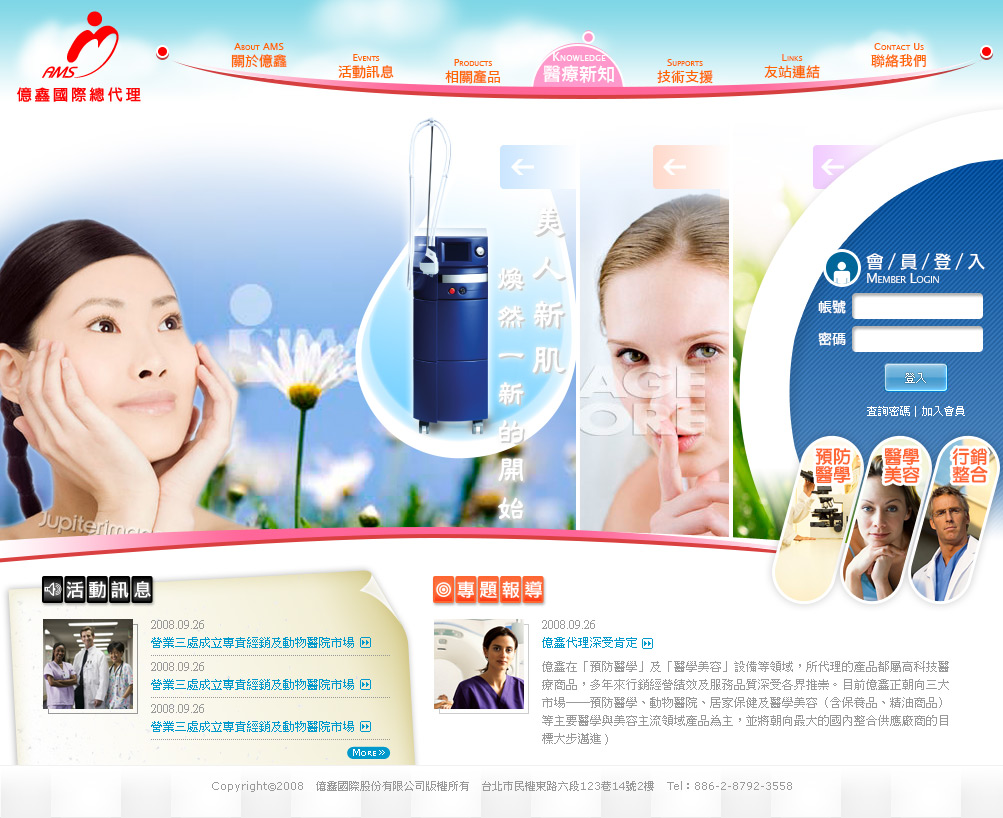 AMS
億鑫國際總代理
About AMS
關於億鑫
Events
活動訊息
Products
相關產品
Knowledge
醫療新知
Supports
技術支援
Links
友站連結
Contact Us
聯絡我們
美人新肌
煥然一新的開始
IMA
AGE
ORE
Jupiterimages
會/員/登/入
Member Login
帳號
密碼
登入
查詢密碼 | 加入會員
預防
醫學
醫學
美容
行銷
整合
活動訊息
2008.09.26
營業三處成立專責經銷及動物醫院市場
2008.09.26
營業三處成立專責經銷及動物醫院市場
2008.09.26
營業三處成立專責經銷及動物醫院市場
More
專題報導
2008.09.26
億鑫代理深受肯定
億鑫在「預防醫學」及「醫學美容」設備等領域，所代理的產品都屬高科技醫
療商品，多年來行銷經營績效及服務品質深受各界推崇。目前億鑫正朝向三大
市場——預防醫學、動物醫院、居家保健及醫學美容（含保養品、精油商品）
等主要醫學與美容主流領域產品為主，並將朝向最大的國內整合供應廠商的目
標大步邁進 )
Copyright©2008 億鑫國際股份有限公司版權所有 台北市民權東路六段123巷14號2樓 Tel：886-2-8792-3558